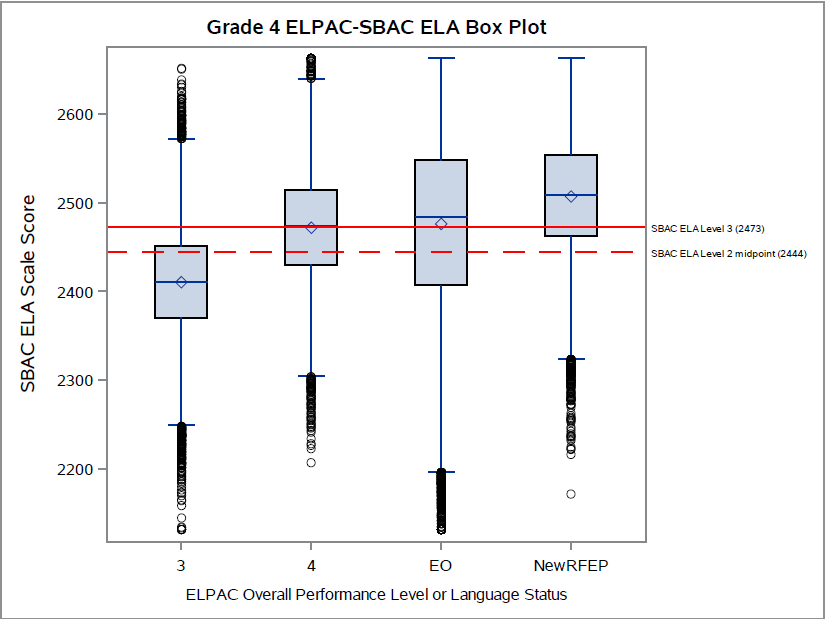 Grade 4 ELPAC-SBAC ELA Box Plot
SBAC ELA Scale Score
2600
2500
2400
2300
2200
SBAC ELA Level 3 (2473)
SBAC ELA Level 2 midpoint (2444)
3 4 EO NewRFEP
ELPAC Overall Performance Level or Language Status